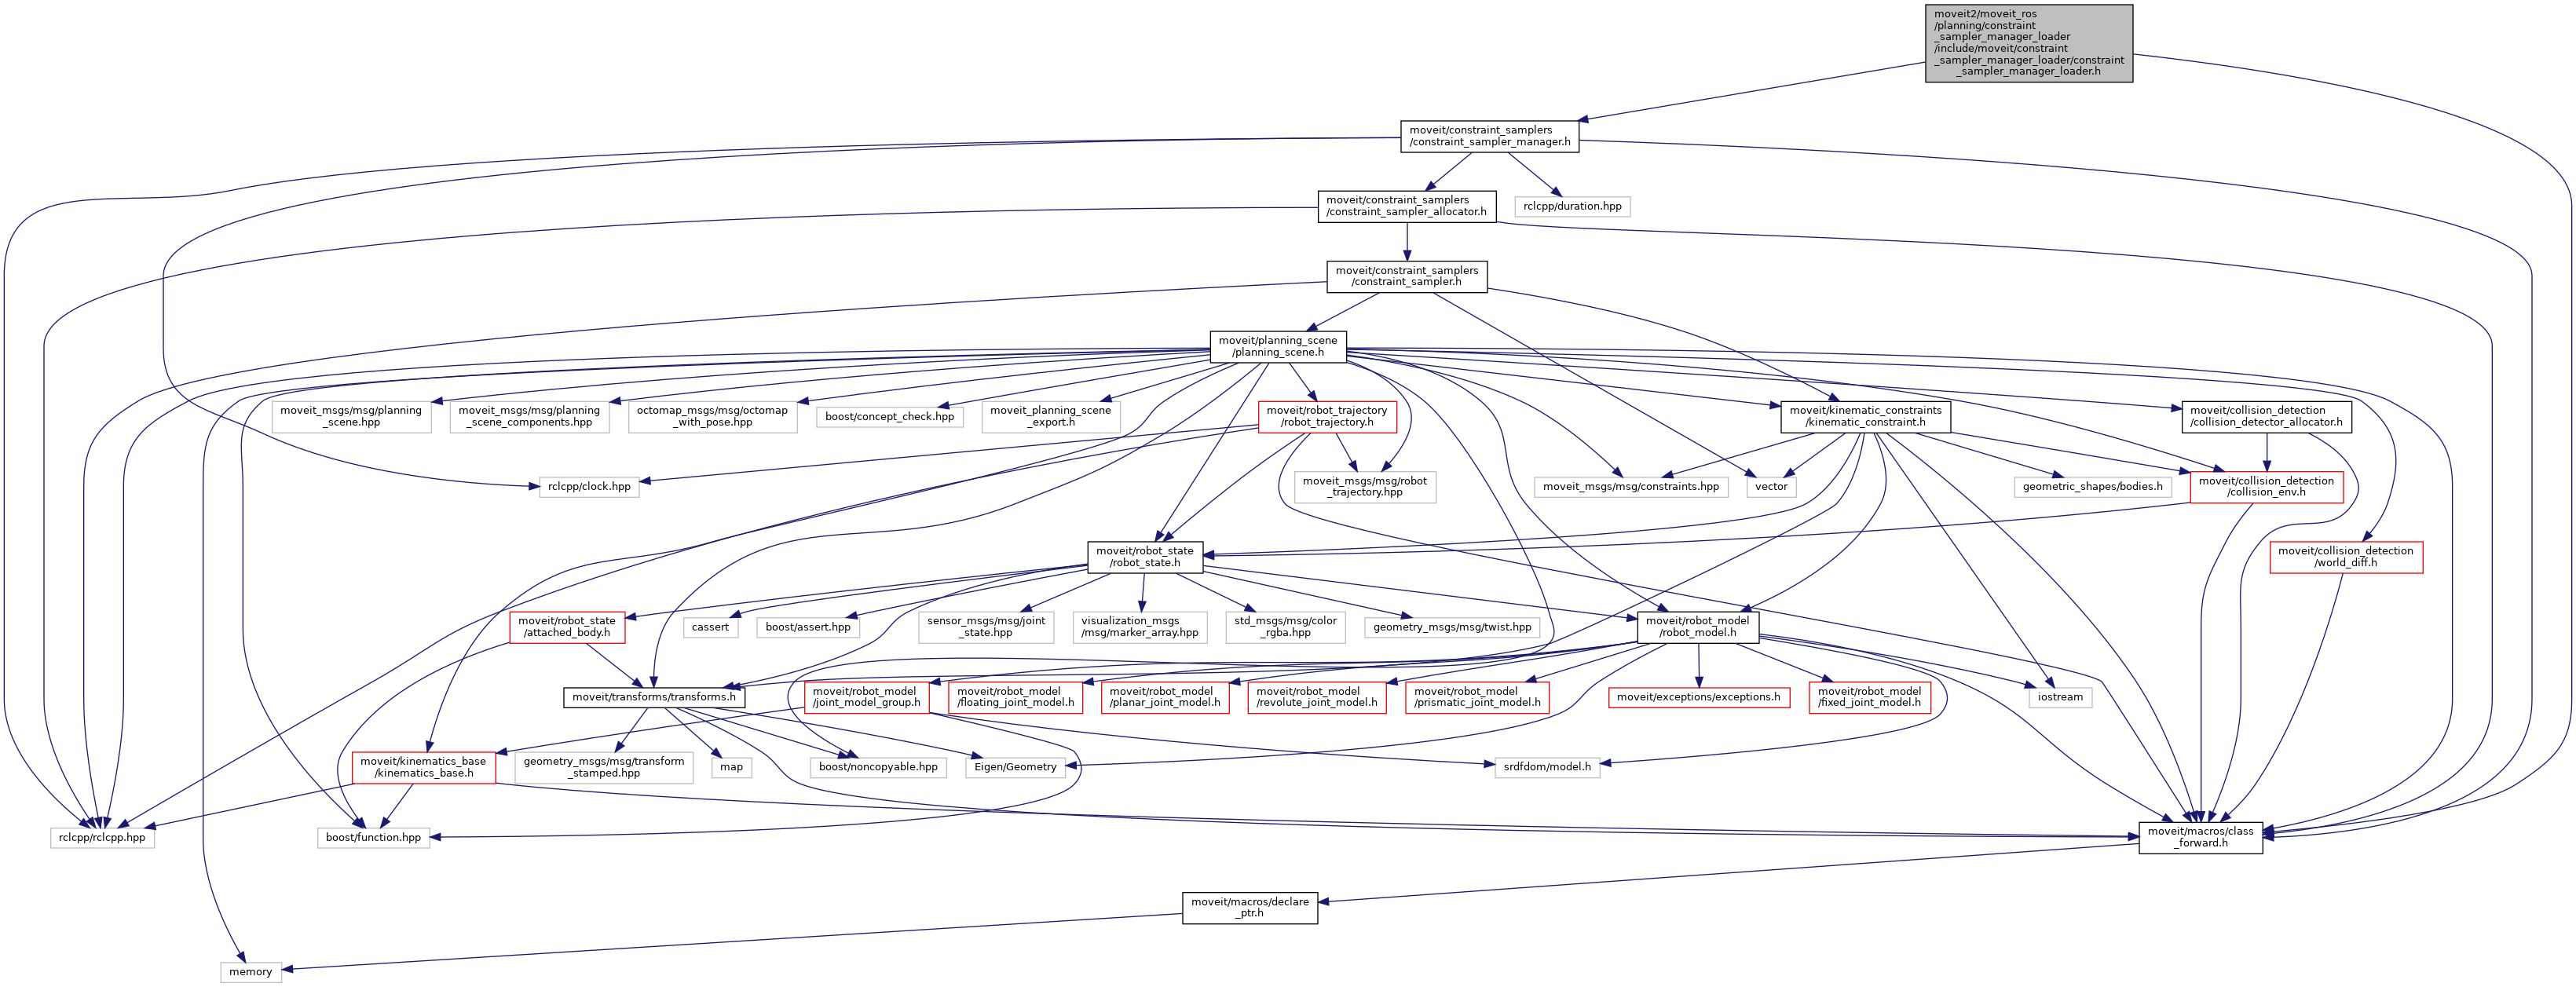 moveit2/moveit_ros
/planning/constraint
_sampler_manager_loader
/include/moveit/constraint
_sampler_manager_loader/constraint
_sampler_manager_loader.h
moveit/constraint_samplers
/constraint_sampler_manager.h
moveit/constraint_samplers
/constraint_sampler_allocator.h
rclcpp/duration.hpp
moveit/constraint_samplers
/constraint_sampler.h
moveit/planning_scene
/planning_scene.h
moveit_msgs/msg/planning
_scene.hpp
moveit_msgs/msg/planning
_scene_components.hpp
octomap_msgs/msg/octomap
_with_pose.hpp
boost/concept_check.hpp
moveit_planning_scene
_export.h
moveit/robot_trajectory
/robot_trajectory.h
moveit/kinematic_constraints
/kinematic_constraint.h
moveit/collision_detection
/collision_detector_allocator.h
rclcpp/clock.hpp
moveit_msgs/msg/robot
_trajectory.hpp
moveit_msgs/msg/constraints.hpp
vector
geometric_shapes/bodies.h
moveit/collision_detection
/collision_env.h
moveit/robot_state
/robot_state.h
moveit/collision_detection
/world_diff.h
moveit/robot_state
/attached_body.h
cassert
boost/assert.hpp
sensor_msgs/msg/joint
_state.hpp
visualization_msgs
/msg/marker_array.hpp
std_msgs/msg/color
_rgba.hpp
geometry_msgs/msg/twist.hpp
moveit/robot_model
/robot_model.h
moveit/transforms/transforms.h
moveit/robot_model
/joint_model_group.h
moveit/robot_model
/floating_joint_model.h
moveit/robot_model
/planar_joint_model.h
moveit/robot_model
/revolute_joint_model.h
moveit/robot_model
/prismatic_joint_model.h
moveit/exceptions/exceptions.h
moveit/robot_model
/fixed_joint_model.h
iostream
moveit/kinematics_base
/kinematics_base.h
geometry_msgs/msg/transform
_stamped.hpp
map
boost/noncopyable.hpp
Eigen/Geometry
srdfdom/model.h
rclcpp/rclcpp.hpp
boost/function.hpp
moveit/macros/class
_forward.h
moveit/macros/declare
_ptr.h
memory